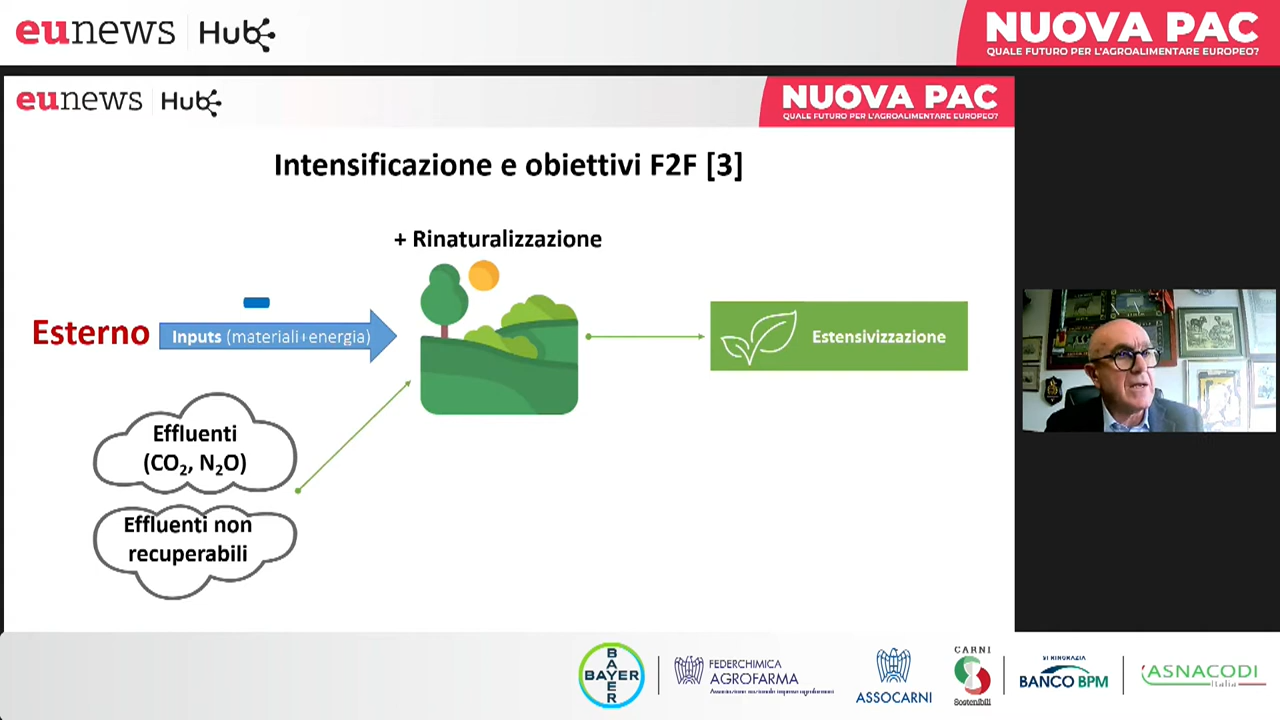 eunews Hub
NUOVA PAC
QUALE FUTURO PER L'AGROALIMENTARE EUROPEO?
eunews Hub
NUOVA PAC
QUALE FUTURO PER L'AGROALIMENTARE EUROPEO?
Intensificazione e obiettivi F2F [3]
+ Rinaturalizzazione
Esterno
Inputs (materiali+energia)
Estensivizzazione
Effluenti
(CO₂, N₂O)
Effluenti non
recuperabili
BAYER
BAYER
FEDERCHIMICA
AGROFARMA
Associazione nazionale imprese agrofarmaci
ASSOCARNI
CARNI
Sostenibili
SI RINGRAZIA
BANCO BPM
ASNACODI
Italia